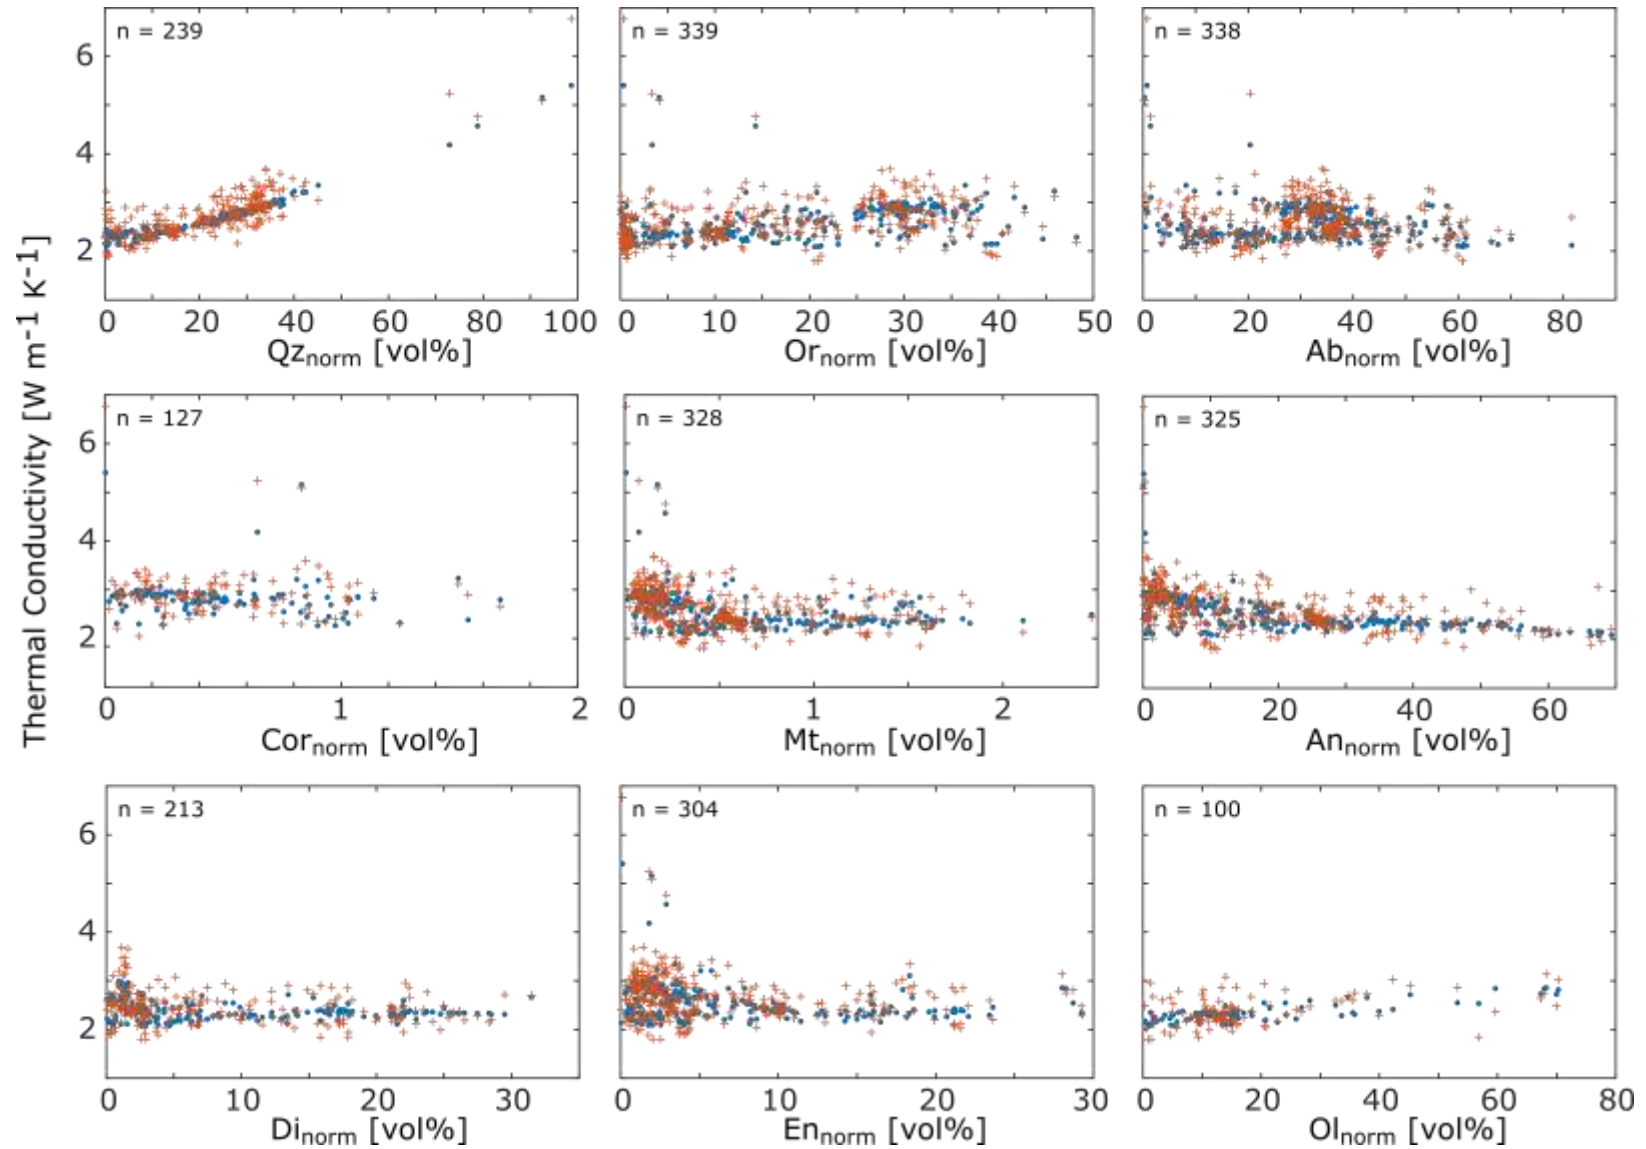 Thermal Conductivity [W m-1 K-1]
n = 239
6
4
2
0 20 40 60 80 100
Qznorm [vol%]
n = 339
0 10 20 30 40 50
Ornorm [vol%]
n = 338
0 20 40 60 80
Abnorm [vol%]
n = 127
6
4
2
0 1 2
Cornorm [vol%]
n = 328
0 1 2
Mtnorm [vol%]
n = 325
0 20 40 60
Annorm [vol%]
n = 213
6
4
2
0 10 20 30
Dinorm [vol%]
n = 304
0 10 20 30
Ennorm [vol%]
n = 100
0 20 40 60 80
Olnorm [vol%]